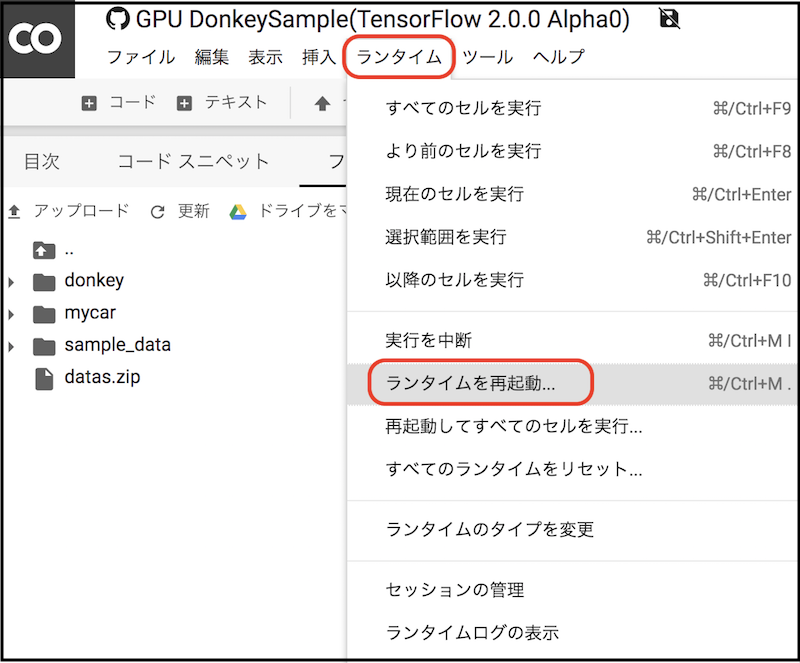 CO GPU DonkeySample(TensorFlow 2.0.0 Alpha0)
ファイル 編集 表示 挿入 ランタイム ツール ヘルプ
コード テキスト
目次 コード スニペット フ
アップロード 更新 ドライブをマ
..
donkey
mycar
sample_data
datas.zip
すべてのセルを実行 ⌘/Ctrl+F9
より前のセルを実行 ⌘/Ctrl+F8
現在のセルを実行 ⌘/Ctrl+Enter
選択範囲を実行 ⌘/Ctrl+Shift+Enter
以降のセルを実行 ⌘/Ctrl+F10
実行を中断 ⌘/Ctrl+M I
ランタイムを再起動... ⌘/Ctrl+M .
再起動してすべてのセルを実行...
すべてのランタイムをリセット...
ランタイムのタイプを変更
セッションの管理
ランタイムログの表示